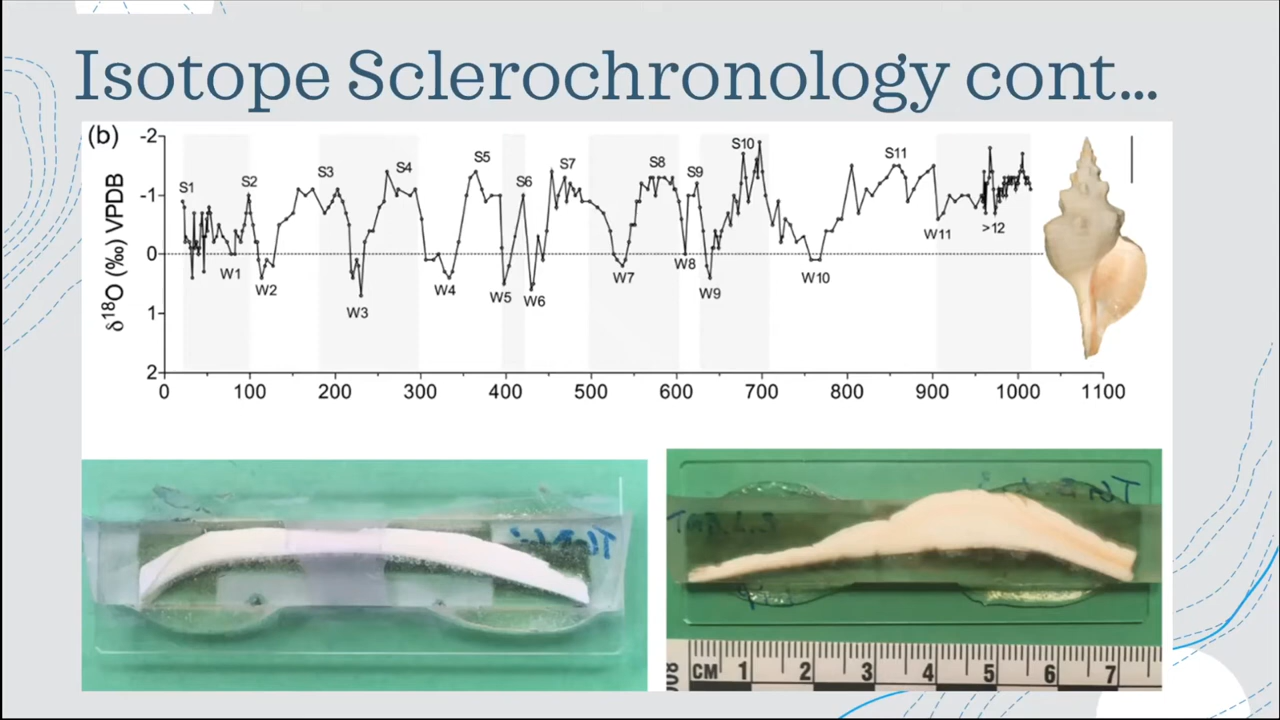 Isotope Sclerochronology cont...
(b)
δ18O (‰) VPDB
-2
-1
0
1
2
S1
S2
S3
S4
S5
S6
S7
S8
S9
S10
S11
>12
W1
W2
W3
W4
W5
W6
W7
W8
W9
W10
W11
0 100 200 300 400 500 600 700 800 900 1000 1100
CM 1 2 3 4 5 6 7